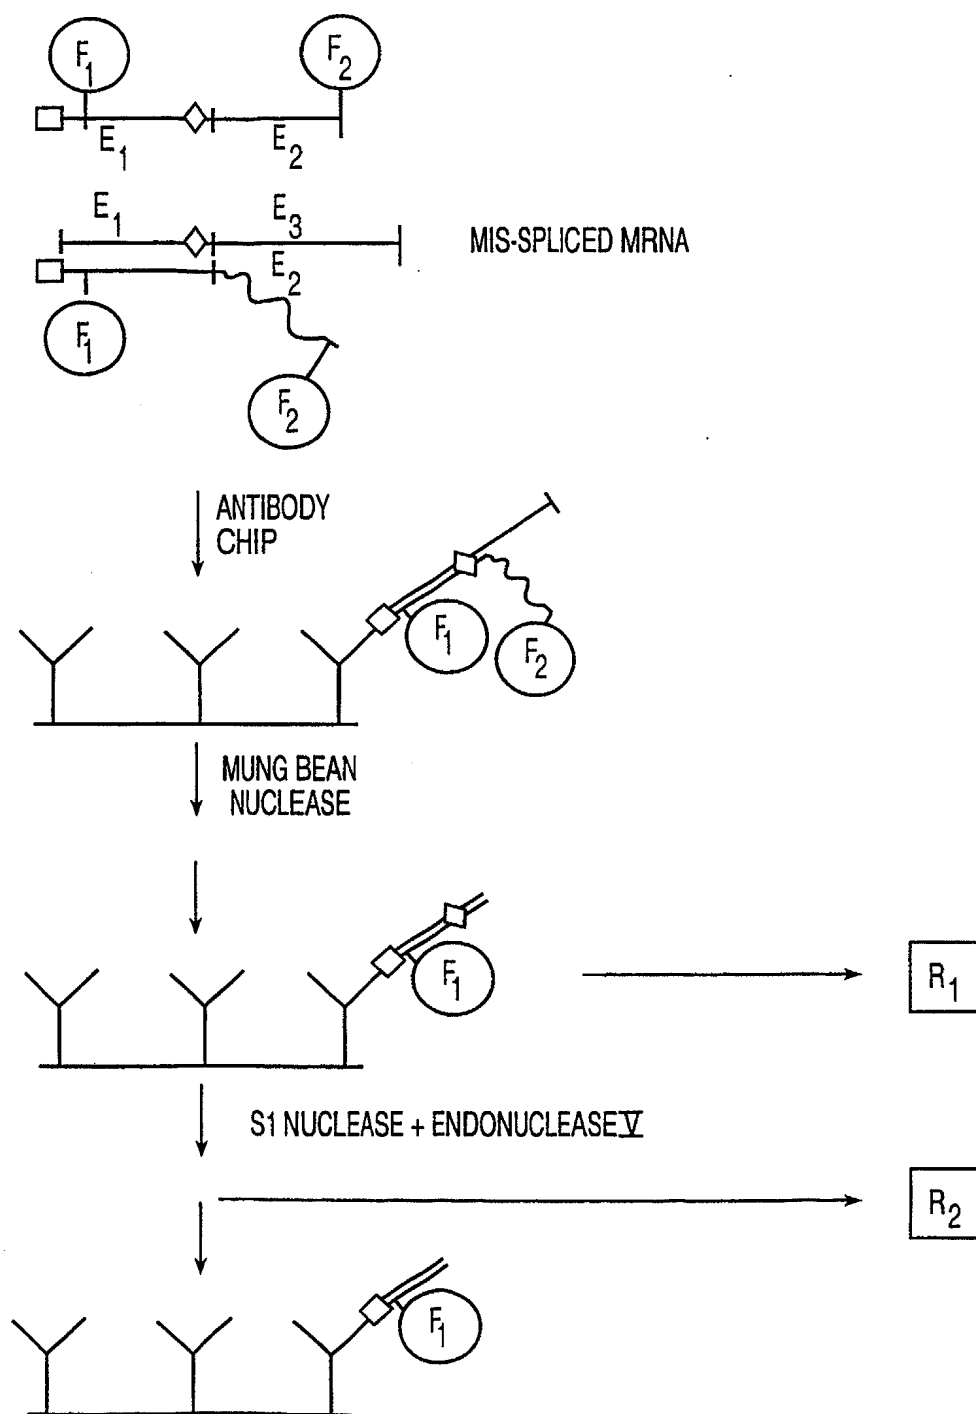 F1
F2
E1
E2
E1
E3
MIS-SPLICED MRNA
E2
F1
F2
ANTIBODY
CHIP
F1
F2
MUNG BEAN
NUCLEASE
F1
R1
S1 NUCLEASE + ENDONUCLEASE V
R2
F1